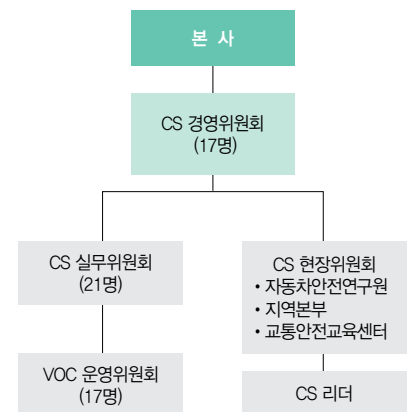 본 사
CS 경영위원회
(17명)
CS 실무위원회
(21명)
CS 현장위원회
• 자동차안전연구원
• 지역본부
• 교통안전교육센터
VOC 운영위원회
(17명)
CS 리더